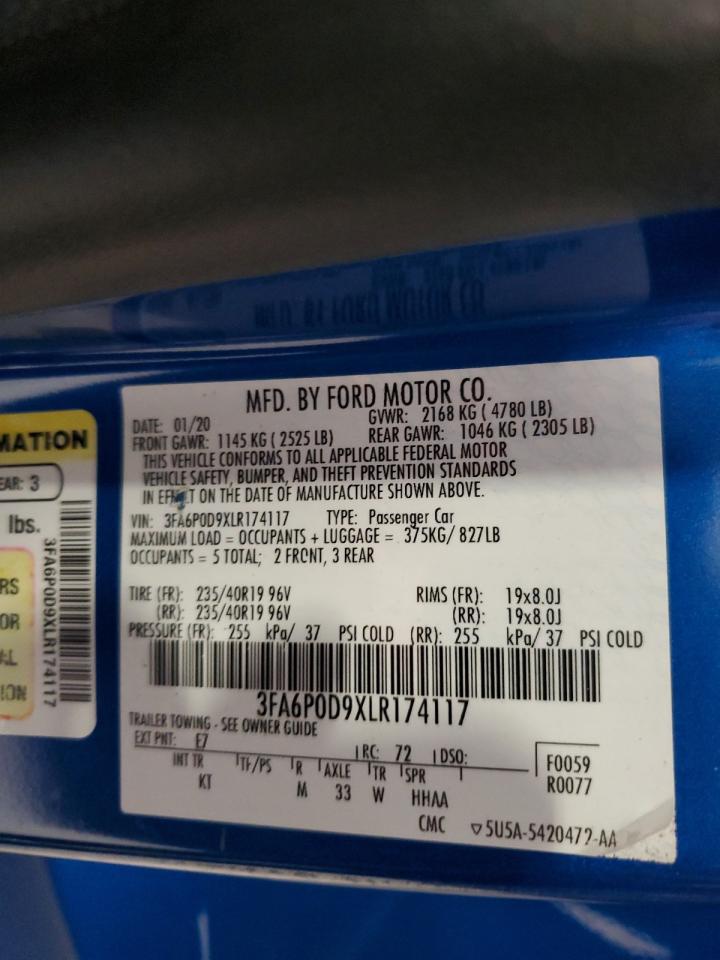 MFD. BY FORD MOTOR CO.
DATE: 01/20
GVWR: 2168 KG ( 4780 LB)
FRONT GAWR: 1145 KG ( 2525 LB)
REAR GAWR: 1046 KG ( 2305 LB)
THIS VEHICLE CONFORMS TO ALL APPLICABLE FEDERAL MOTOR
VEHICLE SAFETY, BUMPER, AND THEFT PREVENTION STANDARDS
IN EFFECT ON THE DATE OF MANUFACTURE SHOWN ABOVE.
VIN: 3FA6P0D9XLR174117 TYPE: Passenger Car
MAXIMUM LOAD = OCCUPANTS + LUGGAGE = 375KG/ 827LB
OCCUPANTS = 5 TOTAL; 2 FRONT, 3 REAR
TIRE (FR): 235/40R19 96V RIMS (FR): 19x8.0J
(RR): 235/40R19 96V (RR): 19x8.0J
PRESSURE (FR): 255 kPa/ 37 PSI COLD (RR): 255 kPa/ 37 PSI COLD
3FA6P0D9XLR174117
TRAILER TOWING - SEE OWNER GUIDE
EXT PNT: E7 RC: 72 DSO:
INT TR TP/PS R AXLE TR SPR
KT M 33 W HHAA
F0059
R0077
CMC ▽5U5A-5420472-AA
MATION
EAR: 3
lbs.
RS
OR
AL
3FA6P0D9XLR174117